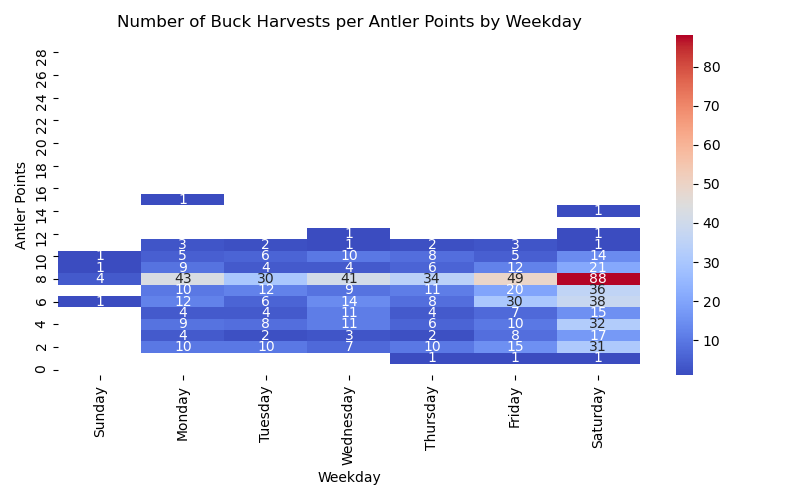 Number of Buck Harvests per Antler Points by Weekday
Antler Points
28
26
24
22
20
18
16
14
12
10
8
6
4
2
0
1
1
1 1
3 2 1 2 3 1
1 5 6 10 8 5 14
1 9 4 4 6 12 21
4 43 30 41 34 49 88
10 12 9 11 20 36
1 12 6 14 8 30 38
4 4 11 4 7 15
9 8 11 6 10 32
4 2 3 2 8 17
10 10 7 10 15 31
1 1 1
Sunday
Monday
Tuesday
Wednesday
Thursday
Friday
Saturday
Weekday
80
70
60
50
40
30
20
10